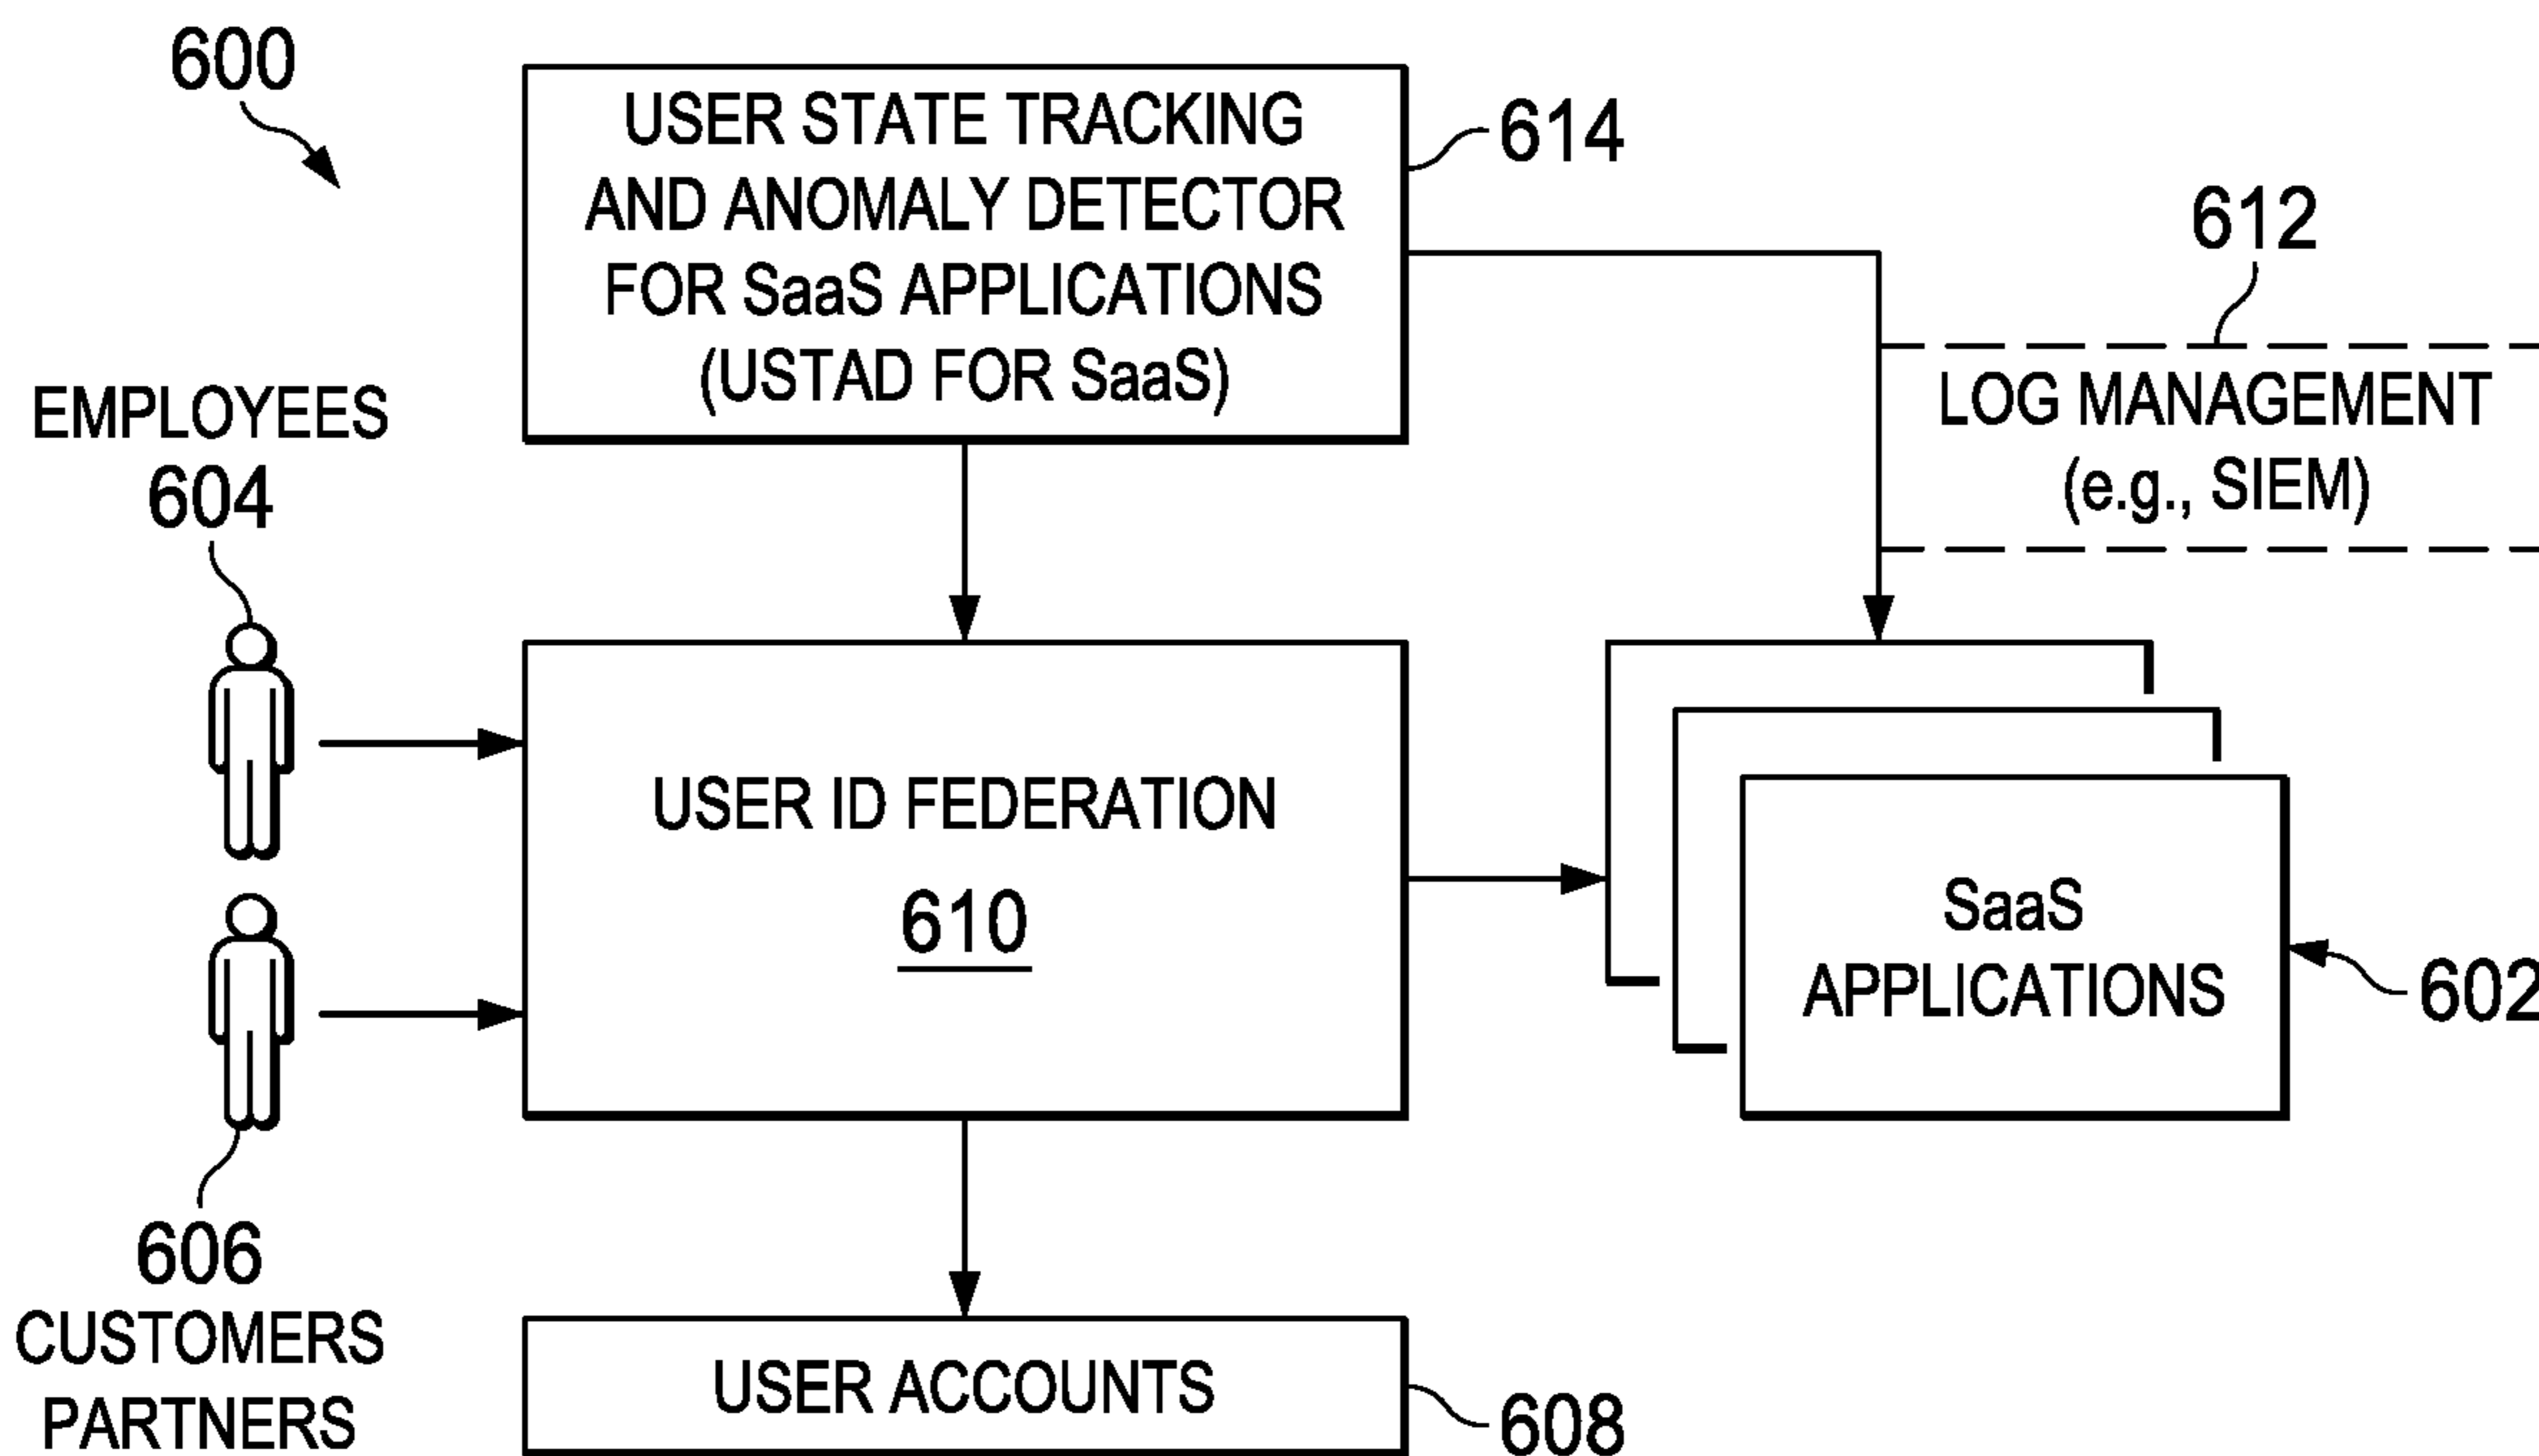 600
USER STATE TRACKING
AND ANOMALY DETECTOR
FOR SaaS APPLICATIONS
(USTAD FOR SaaS)
614
612
LOG MANAGEMENT
(e.g., SIEM)
EMPLOYEES
604
USER ID FEDERATION
610
SaaS
APPLICATIONS
602
606
CUSTOMERS
PARTNERS
USER ACCOUNTS
608